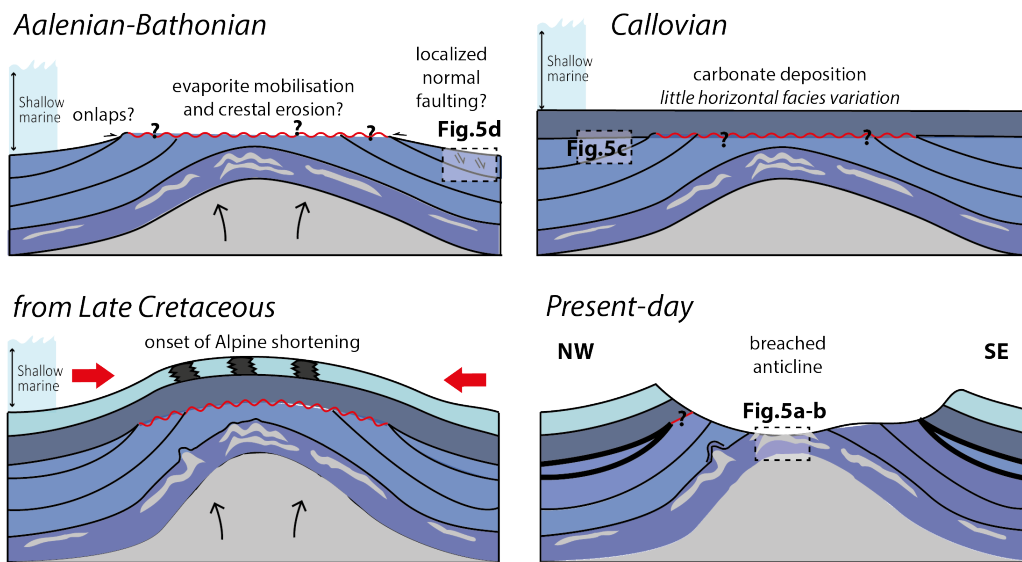 Aalenian-Bathonian
Shallow
marine
onlaps?
evaporite mobilisation
and crestal erosion?
localized
normal
faulting?
Fig.5d
?
?
?
Callovian
Shallow
marine
carbonate deposition
little horizontal facies variation
Fig.5c
?
?
from Late Cretaceous
onset of Alpine shortening
Shallow
marine
Present-day
NW
breached
anticline
SE
Fig.5a-b
?